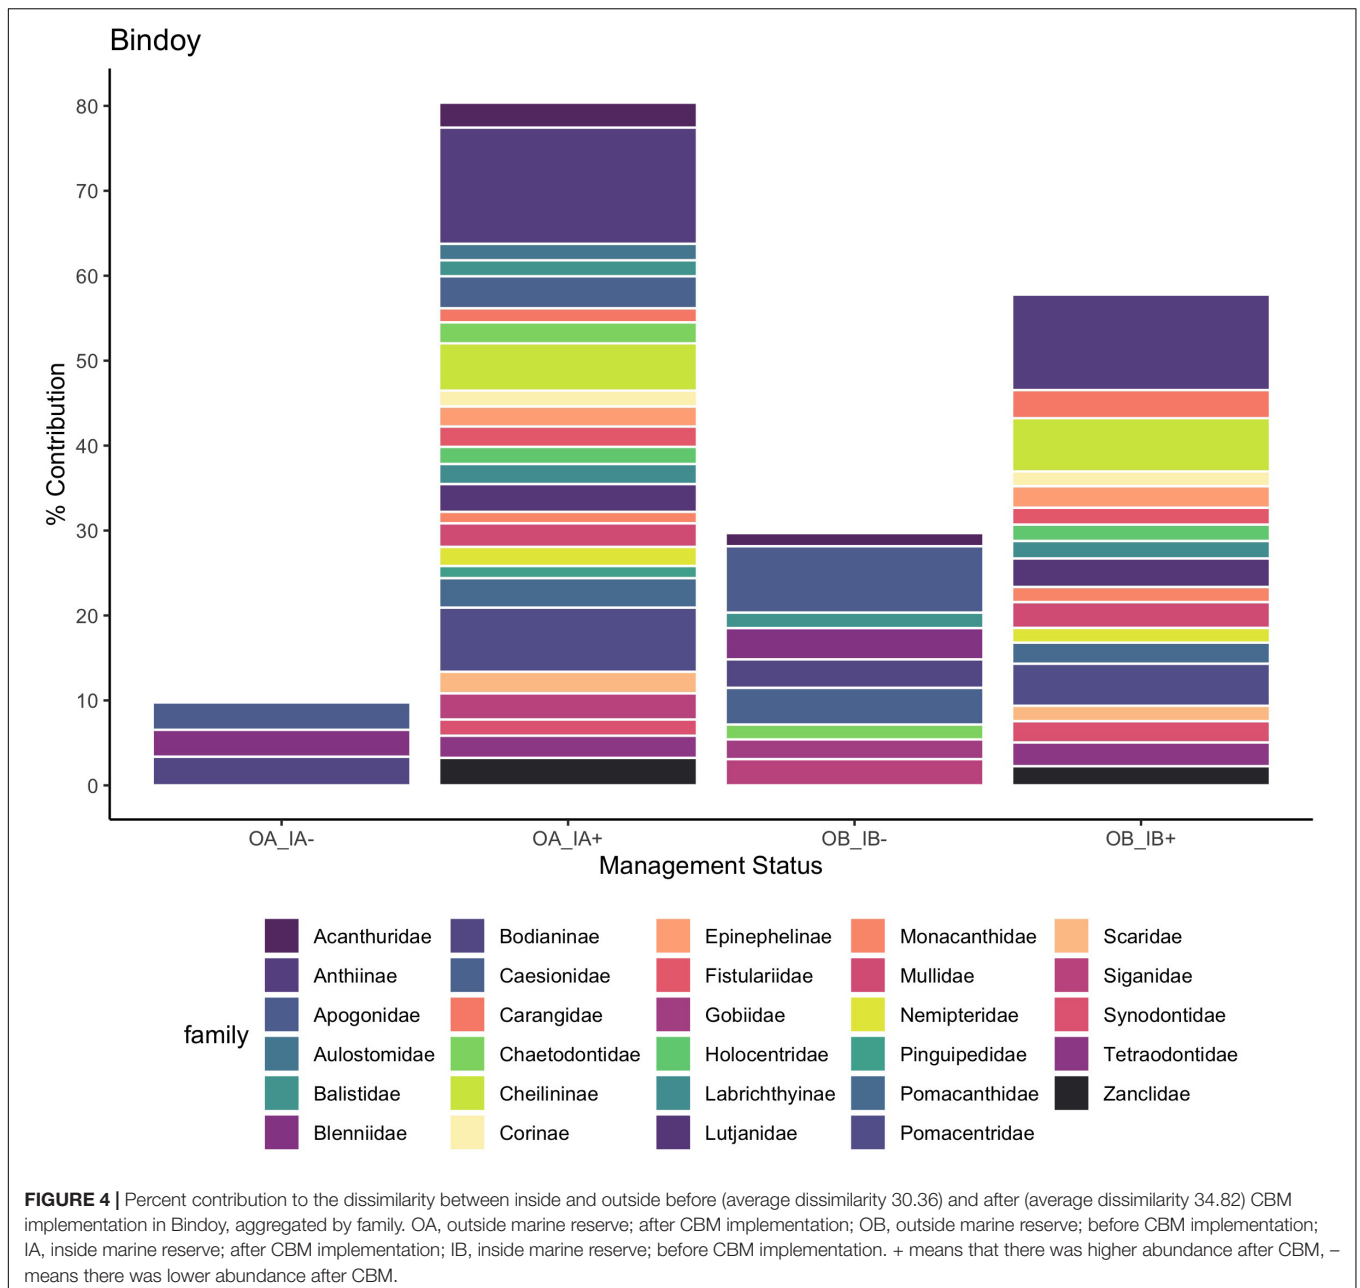 Bindoy
80
70
60
50
40
30
20
10
0
% Contribution
OA_IA-
OA_IA+
OB_IB-
OB_IB+
Management Status
family
Acanthuridae
Anthiinae
Apogonidae
Aulostomidae
Balistidae
Blenniidae
Bodianinae
Caesionidae
Carangidae
Chaetodontidae
Cheilininae
Corinae
Epinephelinae
Fistulariidae
Gobiidae
Holocentridae
Labrichthyinae
Lutjanidae
Monacanthidae
Mullidae
Nemipteridae
Pinguipedidae
Pomacanthidae
Pomacentridae
Scaridae
Siganidae
Synodontidae
Tetraodontidae
Zanclidae
FIGURE 4 | Percent contribution to the dissimilarity between inside and outside before (average dissimilarity 30.36) and after (average dissimilarity 34.82) CBM
implementation in Bindoy, aggregated by family. OA, outside marine reserve; after CBM implementation; OB, outside marine reserve; before CBM implementation;
IA, inside marine reserve; after CBM implementation; IB, inside marine reserve; before CBM implementation. + means that there was higher abundance after CBM, –
means there was lower abundance after CBM.